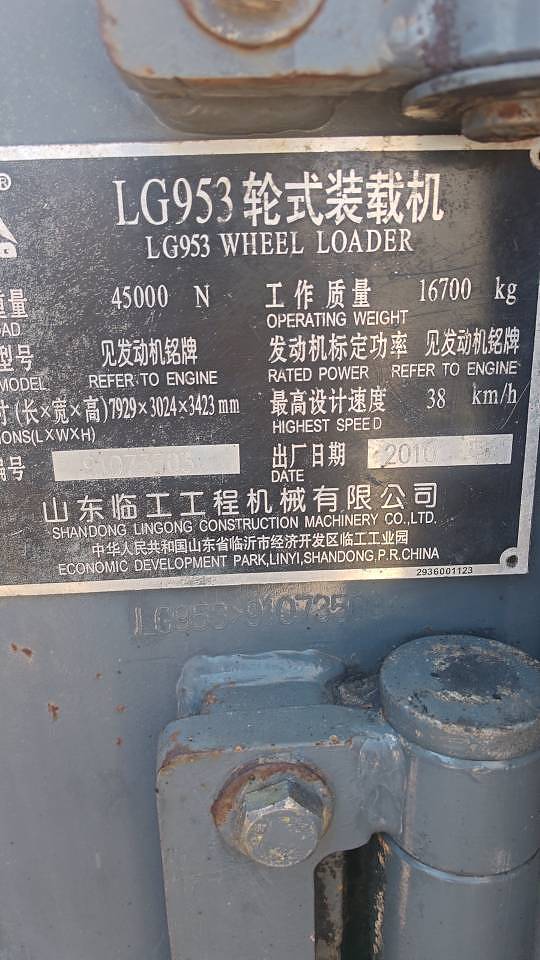 ®
LG953 轮式装载机
LG953 WHEEL LOADER
重量 45000 N 工作质量 16700 kg
OPERATING WEIGHT
型号 见发动机铭牌 发动机标定功率 见发动机铭牌
MODEL REFER TO ENGINE RATED POWER REFER TO ENGINE
(长×宽×高) 7929×3024×3423 mm 最高设计速度 38 km/h
(L×W×H) HIGHEST SPEED
编号 出厂日期 2010
DATE
山东临工工程机械有限公司
SHANDONG LINGONG CONSTRUCTION MACHINERY CO.,LTD.
中华人民共和国山东省临沂市经济开发区临工工业园
ECONOMIC DEVELOPMENT PARK,LINYI,SHANDONG,P.R.CHINA
2936001123